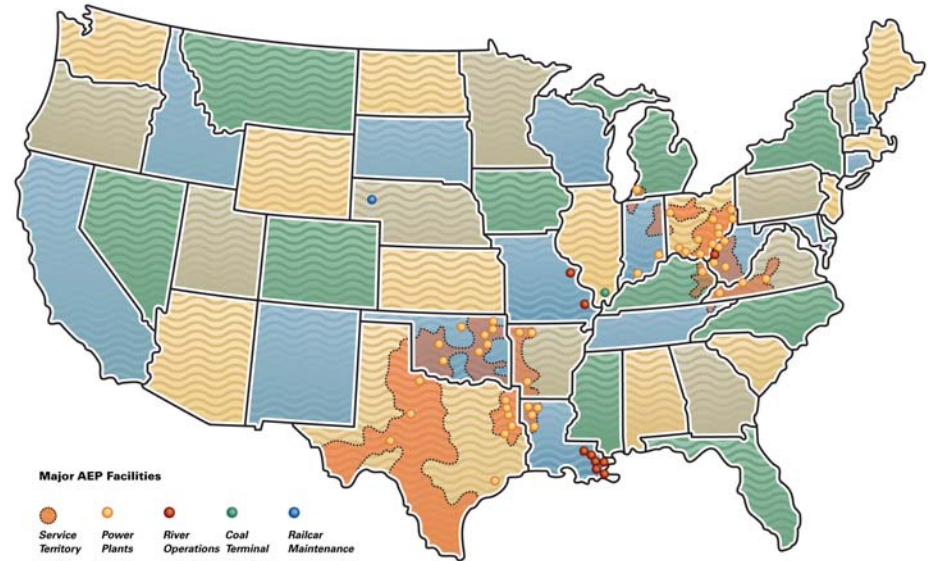 Major AEP Facilities
Service Territory
Power Plants
River Operations
Coal Terminal
Railcar Maintenance